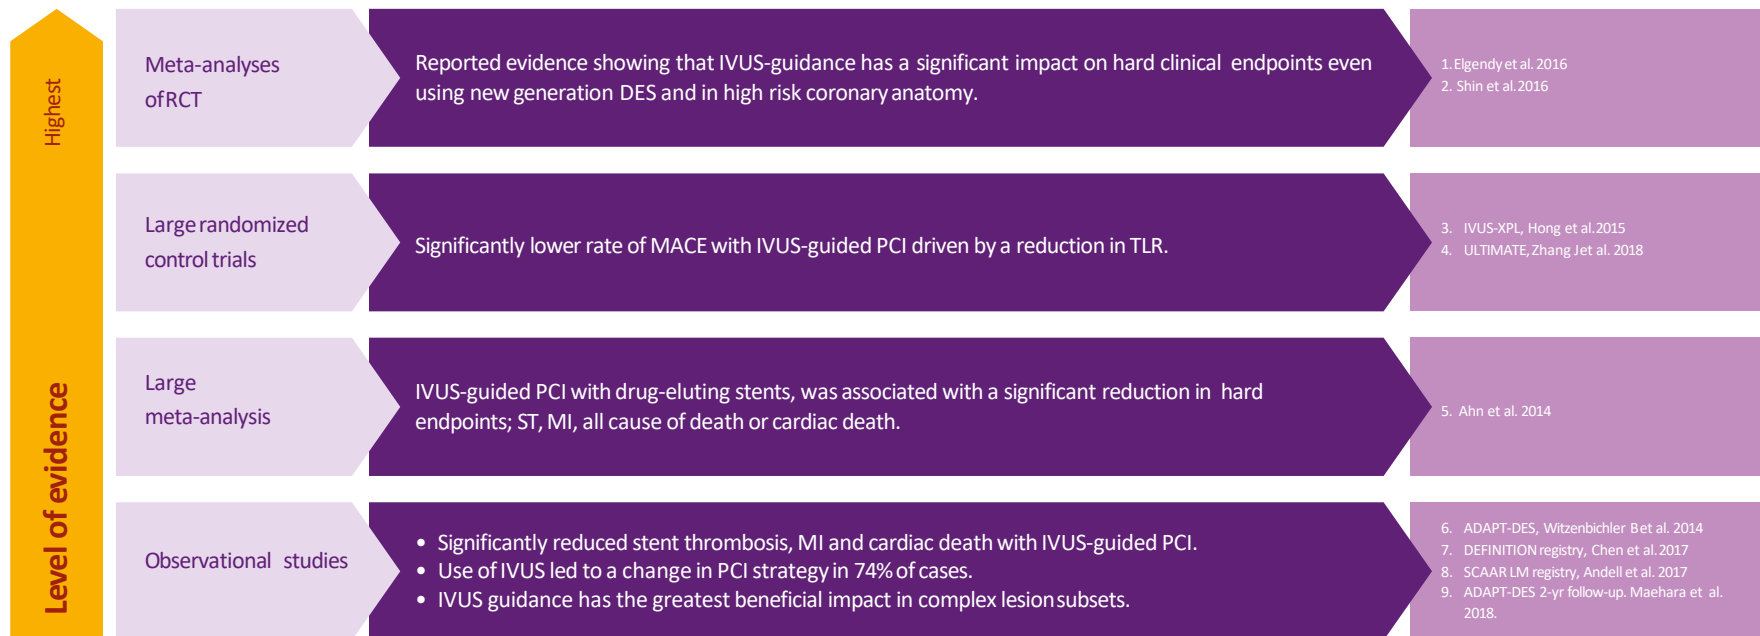 Highest
Level of evidence
Meta-analyses
of RCT
Reported evidence showing that IVUS-guidance has a significant impact on hard clinical endpoints even
using new generation DES and in high risk coronary anatomy.
1. Elgendy et al. 2016
2. Shin et al. 2016
Large randomized
control trials
Significantly lower rate of MACE with IVUS-guided PCI driven by a reduction in TLR.
3. IVUS-XPL, Hong et al. 2015
4. ULTIMATE, Zhang J et al. 2018
Large
meta-analysis
IVUS-guided PCI with drug-eluting stents, was associated with a significant reduction in hard
endpoints; ST, MI, all cause of death or cardiac death.
5. Ahn et al. 2014
Observational studies
• Significantly reduced stent thrombosis, MI and cardiac death with IVUS-guided PCI.
• Use of IVUS led to a change in PCI strategy in 74% of cases.
• IVUS guidance has the greatest beneficial impact in complex lesion subsets.
6. ADAPT-DES, Witzenbichler B et al. 2014
7. DEFINITION registry, Chen et al. 2017
8. SCAAR LM registry, Andell et al. 2017
9. ADAPT-DES 2-yr follow-up. Maehara et al.
2018.